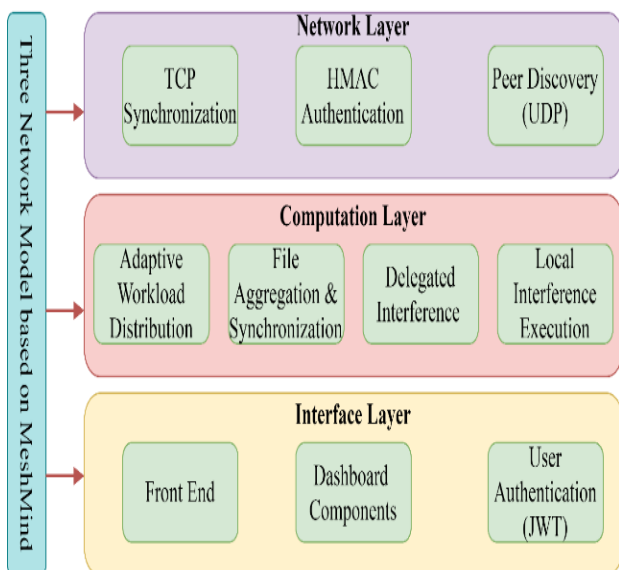 Three Network Model based on MeshMind
Network Layer
TCP
Synchronization
HMAC
Authentication
Peer Discovery
(UDP)
Computation Layer
Adaptive
Workload
Distribution
File
Aggregation &
Synchronization
Delegated
Interference
Local
Interference
Execution
Interface Layer
Front End
Dashboard
Components
User
Authentication
(JWT)